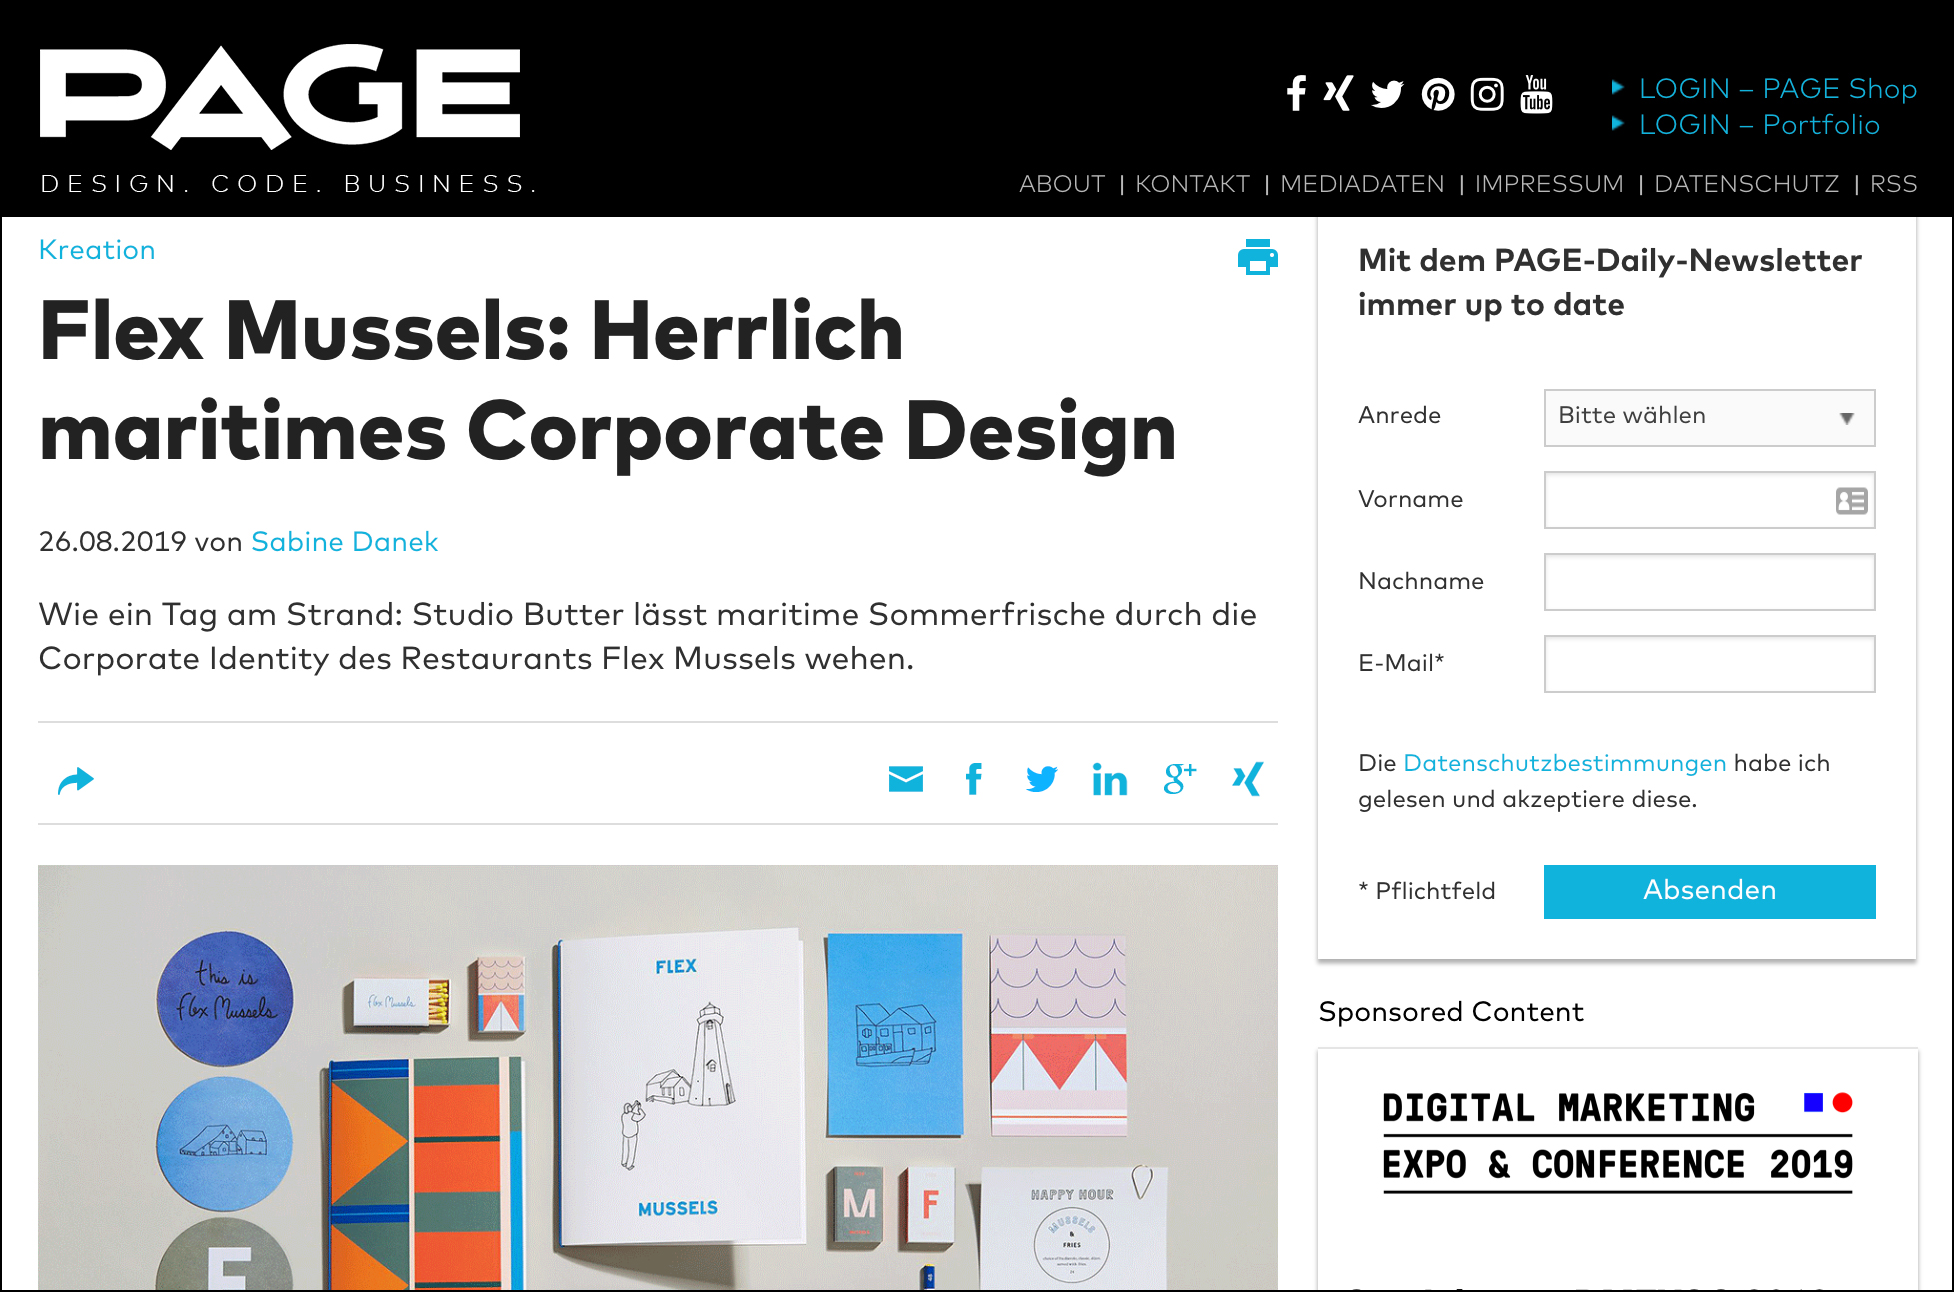 PAGE
DESIGN. CODE. BUSINESS.
LOGIN – PAGE Shop
LOGIN – Portfolio
ABOUT | KONTAKT | MEDIADATEN | IMPRESSUM | DATENSCHUTZ | RSS
Kreation
Flex Mussels: Herrlich
maritimes Corporate Design
26.08.2019 von Sabine Danek
Wie ein Tag am Strand: Studio Butter lässt maritime Sommerfrische durch die
Corporate Identity des Restaurants Flex Mussels wehen.
this is
flex Mussels
flex Mussels
FLEX
MUSSELS
M
F
HAPPY HOUR
MUSSELS
&
FRIES
F
Mit dem PAGE-Daily-Newsletter
immer up to date
Anrede
Bitte wählen
Vorname
Nachname
E-Mail*
Die Datenschutzbestimmungen habe ich
gelesen und akzeptiere diese.
* Pflichtfeld
Absenden
Sponsored Content
DIGITAL MARKETING
EXPO & CONFERENCE 2019